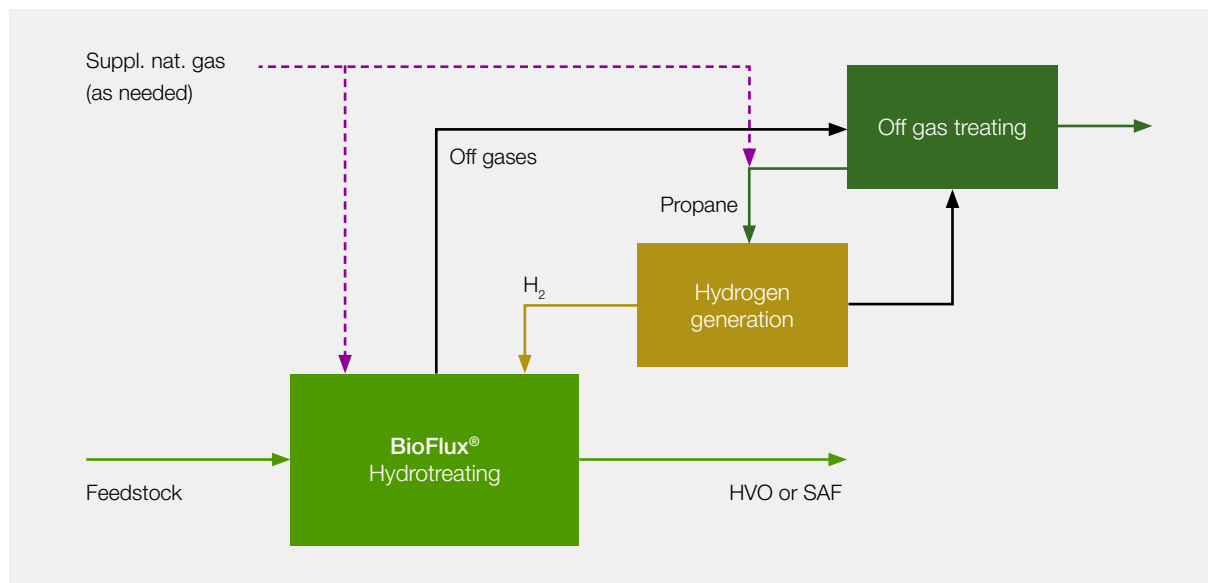 Suppl. nat. gas
(as needed)
Off gas treating
Off gases
Propane
H₂
Hydrogen
generation
BioFlux®
Hydrotreating
Feedstock
HVO or SAF